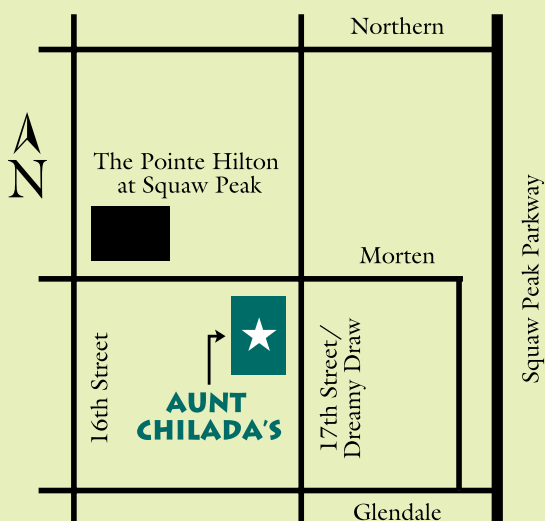 Northern
N
The Pointe Hilton
at Squaw Peak
Morten
Squaw Peak Parkway
16th Street
17th Street/
Dreamy Draw
AUNT
CHILADA'S
Glendale